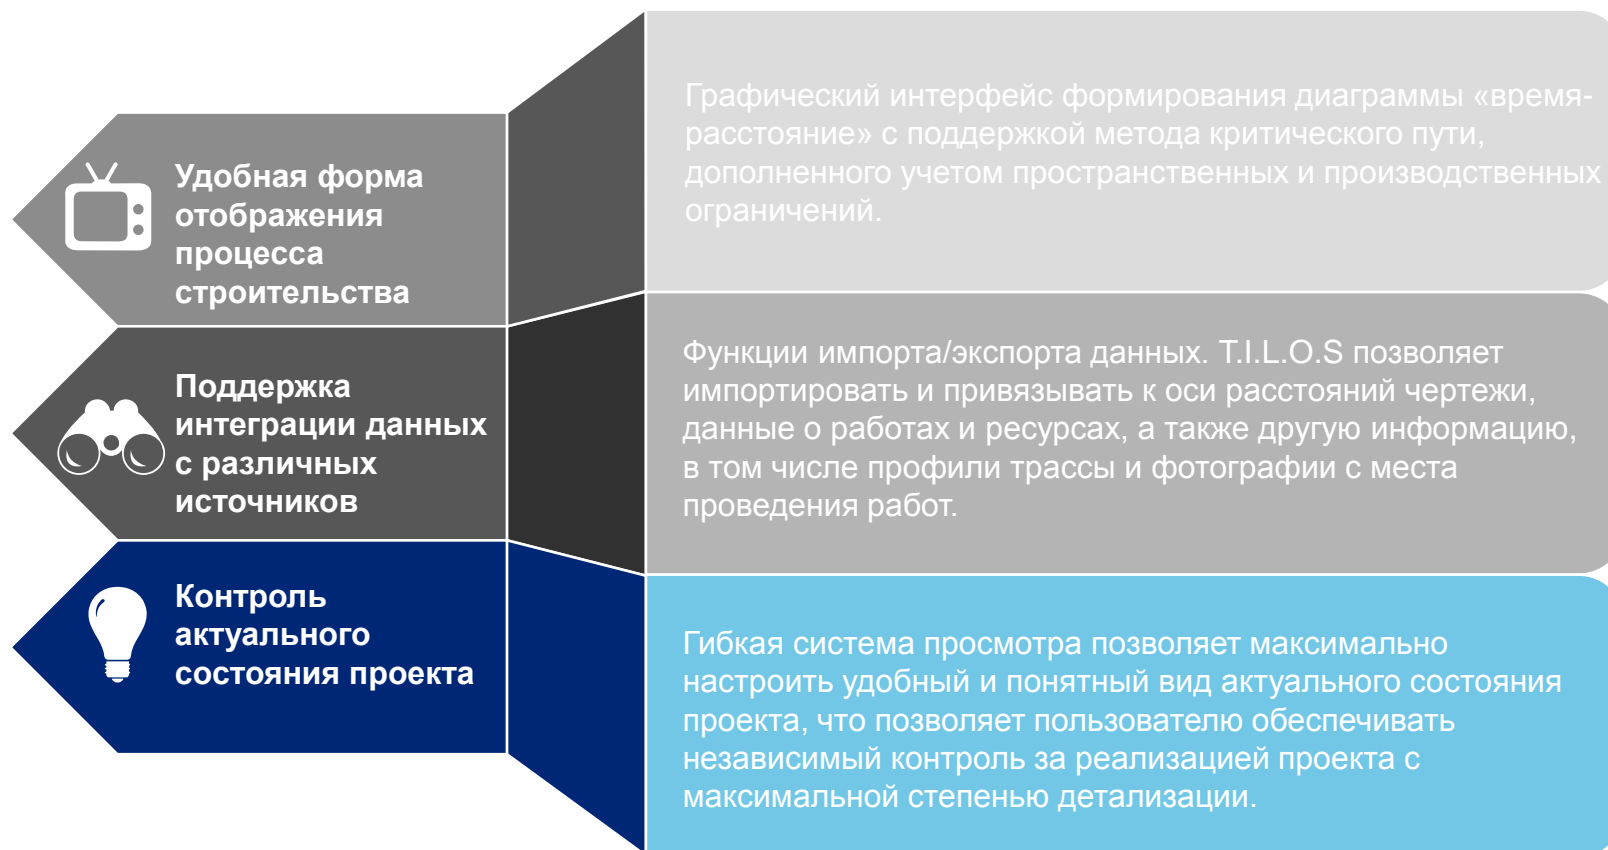 Удобная форма
отображения
процесса
строительства
Графический интерфейс формирования диаграммы «время-
расстояние» с поддержкой метода критического пути,
дополненного учетом пространственных и производственных
ограничений.
Поддержка
интеграции данных
с различных
источников
Функции импорта/экспорта данных. T.I.L.O.S позволяет
импортировать и привязывать к оси расстояний чертежи,
данные о работах и ресурсах, а также другую информацию,
в том числе профили трассы и фотографии с места
проведения работ.
Контроль
актуального
состояния проекта
Гибкая система просмотра позволяет максимально
настроить удобный и понятный вид актуального состояния
проекта, что позволяет пользователю обеспечивать
независимый контроль за реализацией проекта с
максимальной степенью детализации.